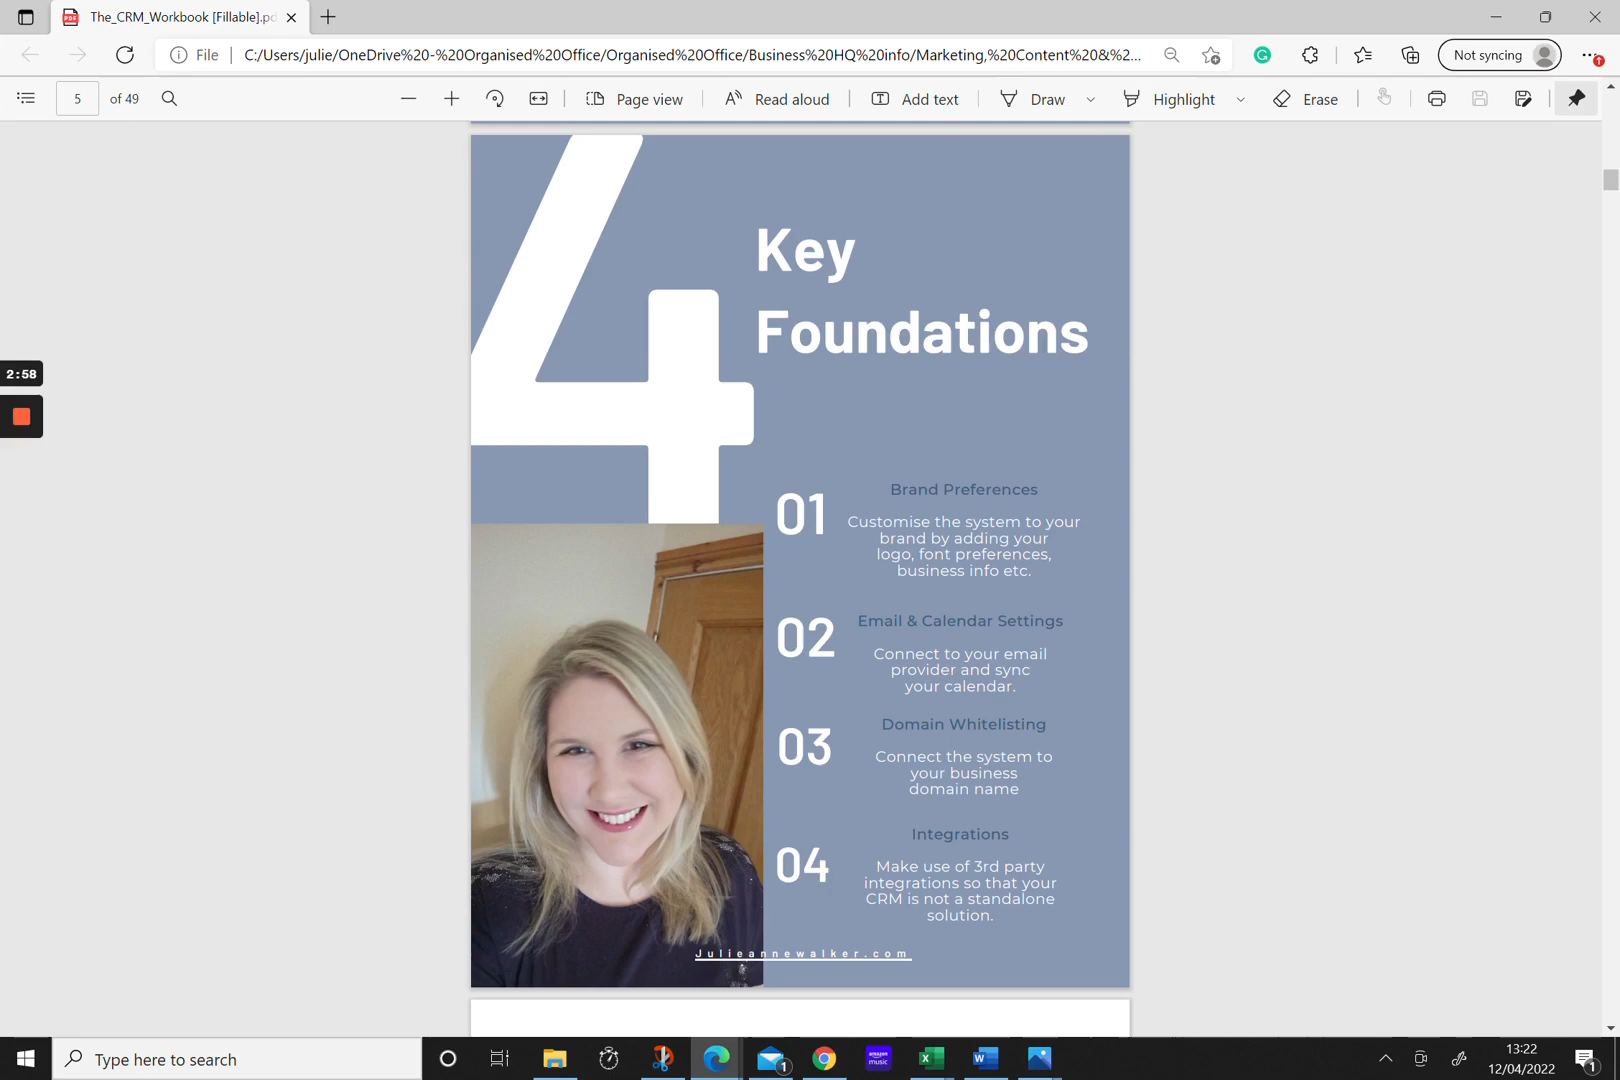 The_CRM_Workbook [Fillable].pd
File
C:/Users/julie/OneDrive%20-%20Organised%20Office/Organised%20Office/Business%20HQ%20info/Marketing,%20Content%20&%2...
Not syncing
5 of 49
Page view
Read aloud
Add text
Draw
Highlight
Erase
4
Key
Foundations
2:58
01
Brand Preferences
Customise the system to your
brand by adding your
logo, font preferences,
business info etc.
02
Email & Calendar Settings
Connect to your email
provider and sync
your calendar.
03
Domain Whitelisting
Connect the system to
your business
domain name
04
Integrations
Make use of 3rd party
integrations so that your
CRM is not a standalone
solution.
Julieannewalker.com
Type here to search
1
amazon
music
13:22
12/04/2022
1